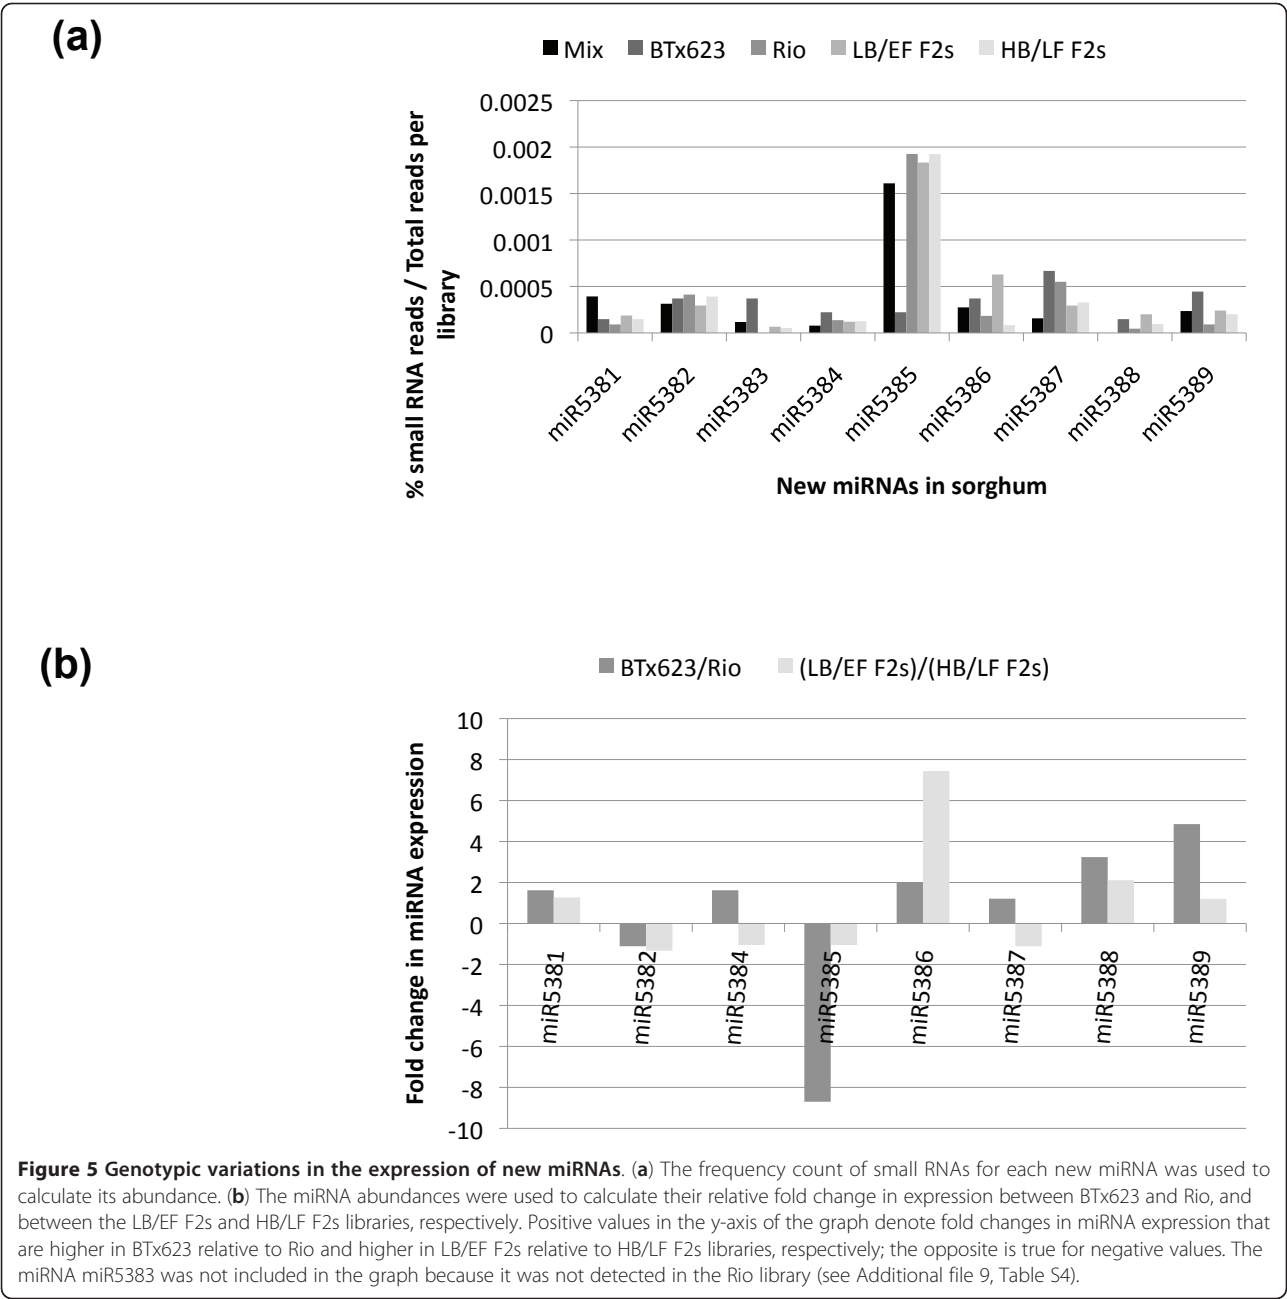 (a)
Mix BTx623 Rio LB/EF F2s HB/LF F2s
% small RNA reads / Total reads per
library
0.0025
0.002
0.0015
0.001
0.0005
0
miR5381
miR5382
miR5383
miR5384
miR5385
miR5386
miR5387
miR5388
miR5389
New miRNAs in sorghum
(b)
BTx623/Rio (LB/EF F2s)/(HB/LF F2s)
Fold change in miRNA expression
10
8
6
4
2
0
-2
-4
-6
-8
-10
miR5381
miR5382
miR5384
miR5385
miR5386
miR5387
miR5388
miR5389
Figure 5 Genotypic variations in the expression of new miRNAs. (a) The frequency count of small RNAs for each new miRNA was used to
calculate its abundance. (b) The miRNA abundances were used to calculate their relative fold change in expression between BTx623 and Rio, and
between the LB/EF F2s and HB/LF F2s libraries, respectively. Positive values in the y-axis of the graph denote fold changes in miRNA expression that
are higher in BTx623 relative to Rio and higher in LB/EF F2s relative to HB/LF F2s libraries, respectively; the opposite is true for negative values. The
miRNA miR5383 was not included in the graph because it was not detected in the Rio library (see Additional file 9, Table S4).